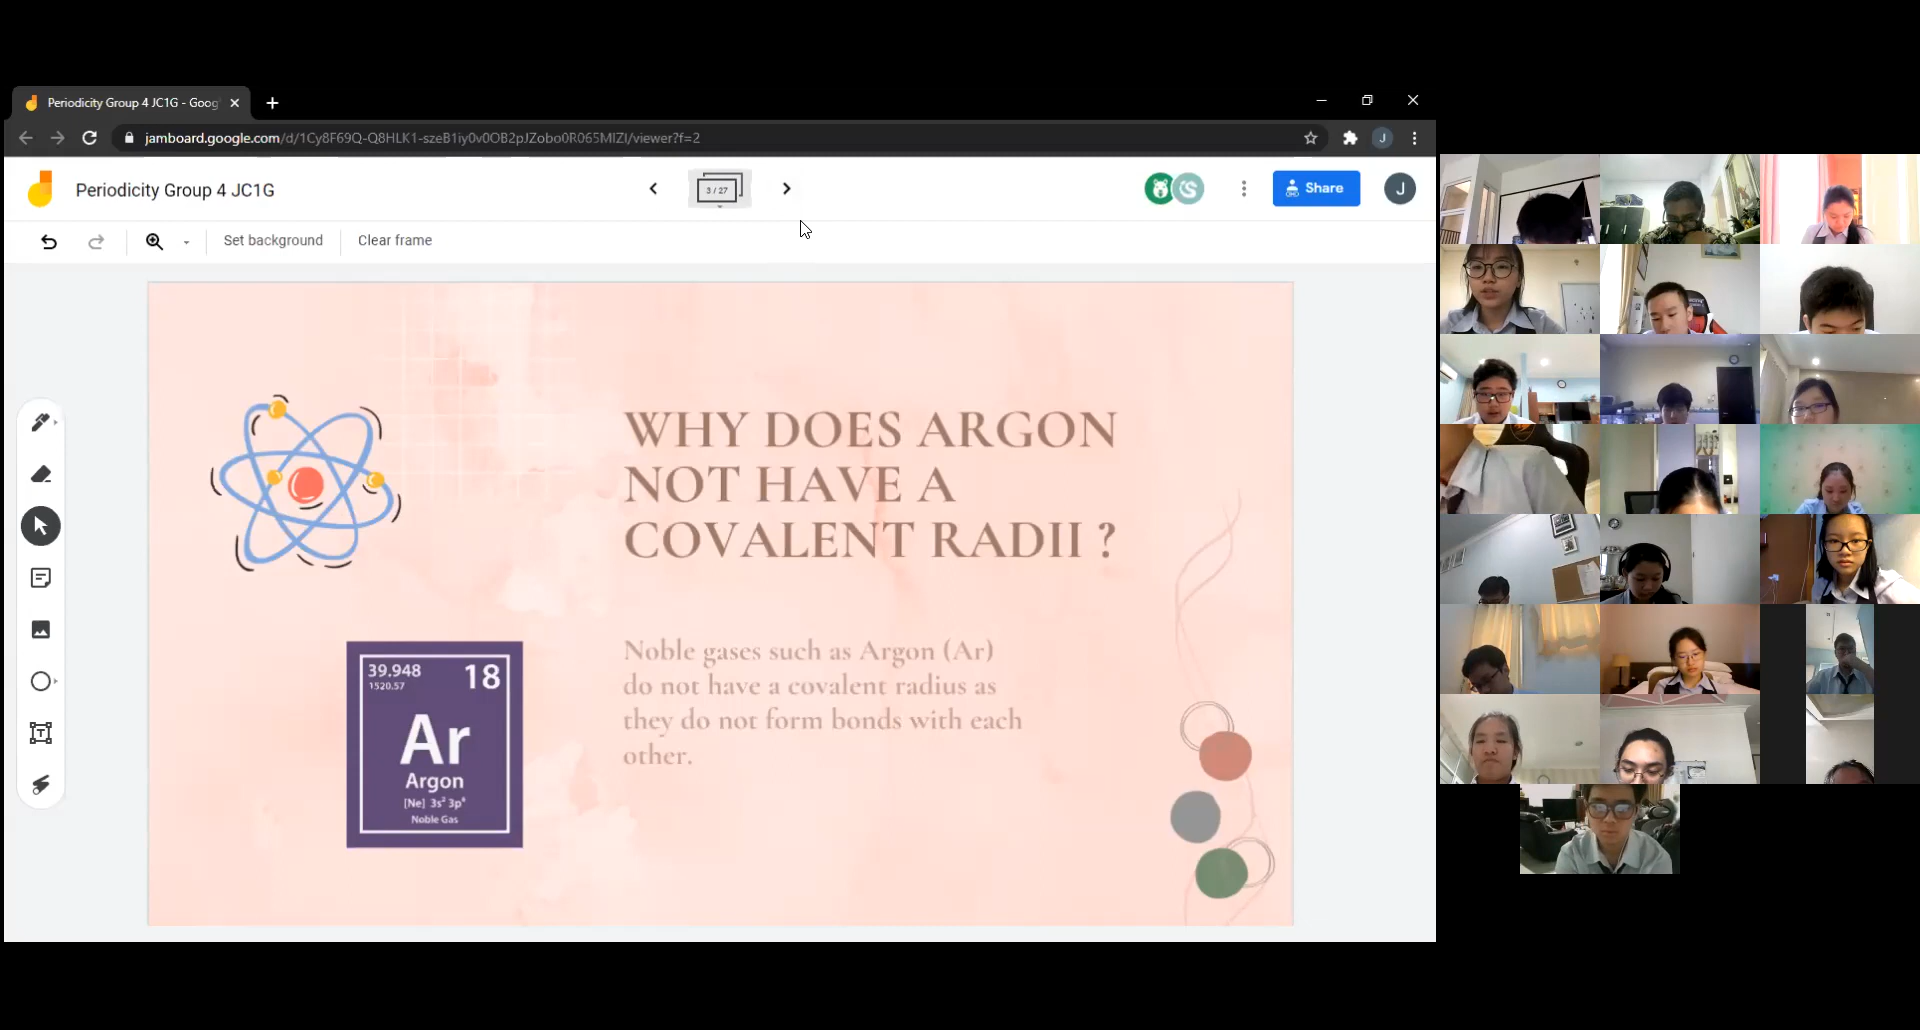 Periodicity Group 4 JC1G - Goog
jamboard.google.com/d/1Cy8F69Q-Q8HLK1-szeB1iy0v0OB2pJZobo0R065MIZI/viewer?f=2
J
Periodicity Group 4 JC1G
3 / 27
Share
J
Set background
Clear frame
WHY DOES ARGON
NOT HAVE A
COVALENT RADII ?
Noble gases such as Argon (Ar)
do not have a covalent radius as
they do not form bonds with each
other.
39.948
18
1520.57
Ar
Argon
[Ne] 3s² 3p⁶
Noble Gas